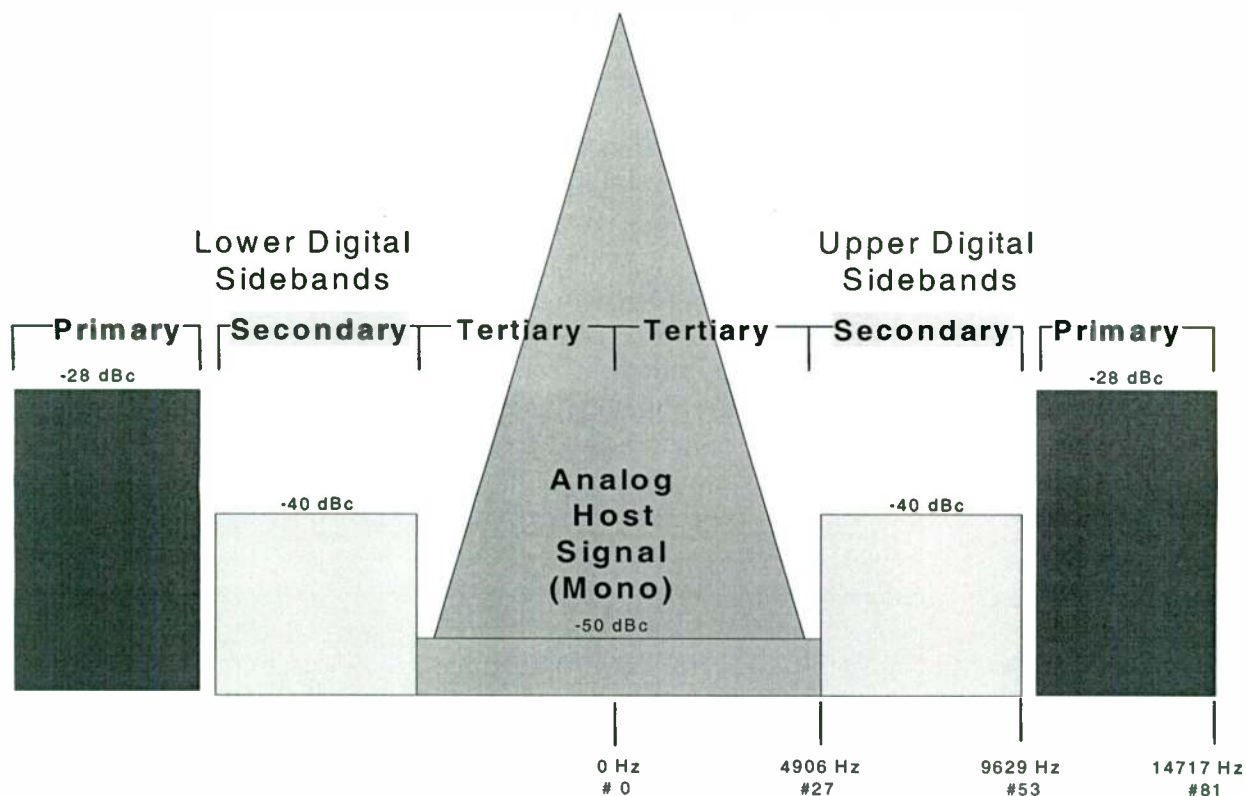 Lower Digital
Sidebands
Upper Digital
Sidebands
Primary Secondary Tertiary Tertiary Secondary Primary
-28 dBc -28 dBc
-40 dBc -40 dBc
Analog
Host
Signal
(Mono)
-50 dBc
0 Hz 4906 Hz 9629 Hz 14717 Hz
# 0 #27 #53 #81